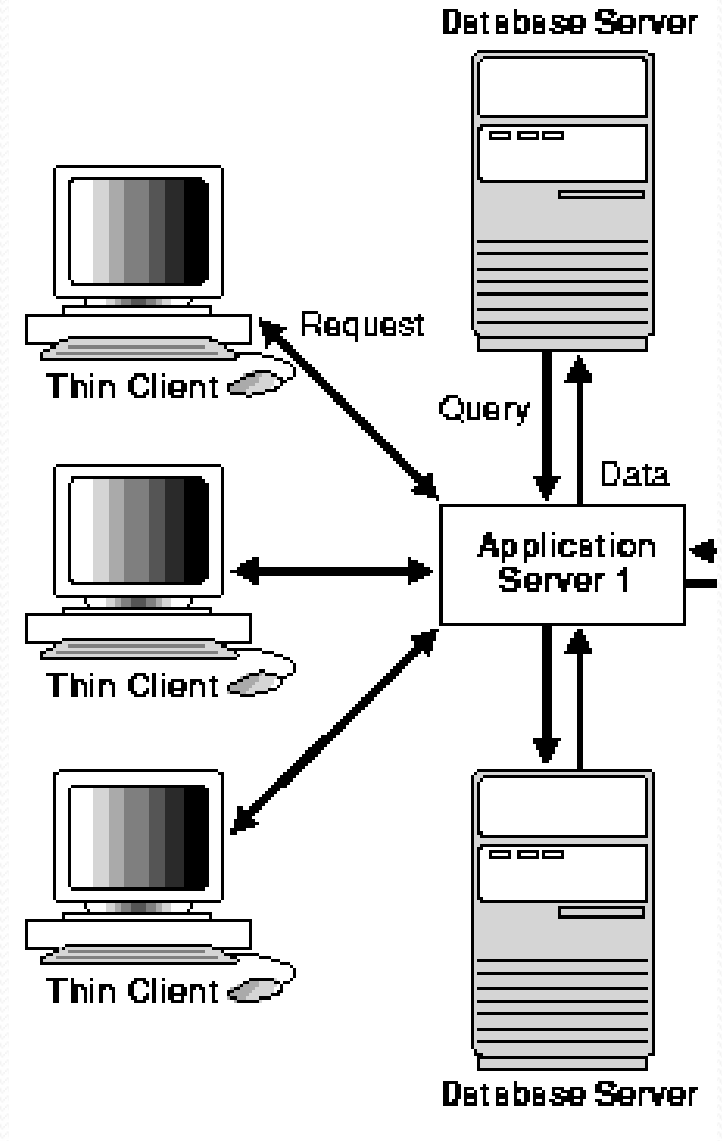 Database Server
Request
Thin Client
Query
Data
Application
Server 1
Thin Client
Thin Client
Database Server